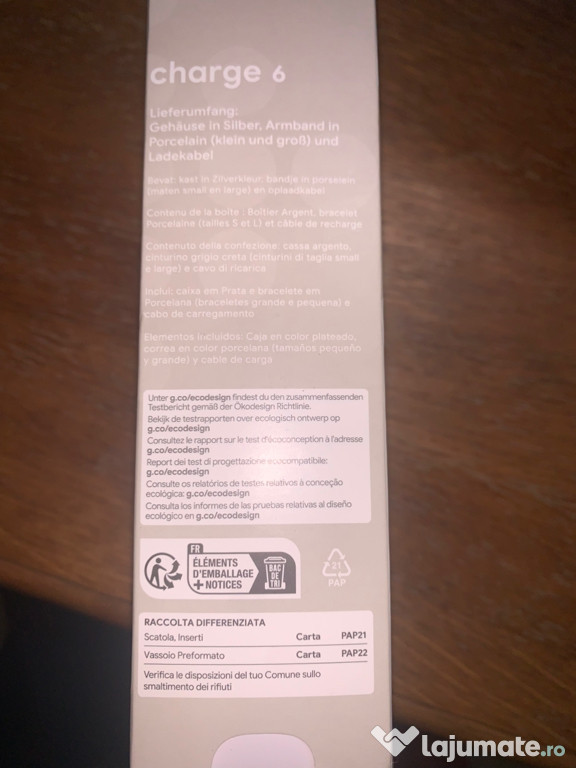 charge 6
Lieferumfang:
Gehäuse in Silber, Armband in
Porcelain (klein und groß) und
Ladekabel
Bevat: kast in Zilverkleur, bandje in porselein
(maten small en large) en oplaadkabel
Contenu de la boîte : Boîtier Argent, bracelet
Porcelaine (tailles S et L) et câble de recharge
Contenuto della confezione: cassa argento,
cinturino grigio creta (cinturini di taglia small
e large) e cavo di ricarica
Inclui: caixa em Prata e bracelete em
Porcelana (braceletes grande e pequena) e
cabo de carregamento
Elementos incluidos: Caja en color plateado,
correa en color porcelana (tamaños pequeño
y grande) y cable de carga
Unter g.co/ecodesign findest du den zusammenfassenden
Testbericht gemäß der Ökodesign Richtlinie.
Bekijk de testrapporten over ecologisch ontwerp op
g.co/ecodesign
Consultez le rapport sur le test d'écoconception à l'adresse
g.co/ecodesign
Report dei test di progettazione ecocompatibile:
g.co/ecodesign
Consulte os relatórios de testes relativos à conceção
ecológica: g.co/ecodesign
Consulta los informes de las pruebas relativas al diseño
ecológico en g.co/ecodesign
FR
ÉLÉMENTS
D'EMBALLAGE
+ NOTICES
BAC
DE
TRI
21
PAP
RACCOLTA DIFFERENZIATA
Scatola, Inserti Carta PAP21
Vassoio Preformato Carta PAP22
Verifica le disposizioni del tuo Comune sullo
smaltimento dei rifiuti
lajumate.ro